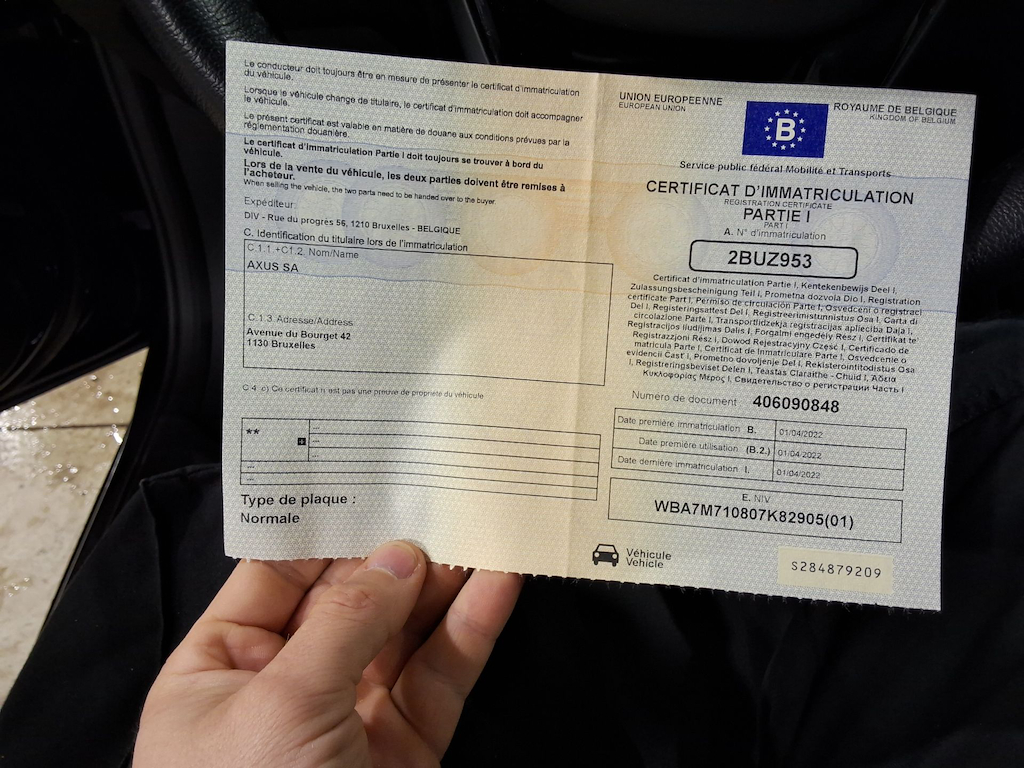 Le conducteur doit toujours être en mesure de présenter le certificat d'immatriculation
du véhicule.
Lorsque le véhicule change de titulaire, le certificat d'immatriculation doit accompagner
le véhicule.
Le présent certificat est valable en matière de douane aux conditions prévues par la
réglementation douanière.
Le certificat d'Immatriculation Partie I doit toujours se trouver à bord du
véhicule.
Lors de la vente du véhicule, les deux parties doivent être remises à
l'acheteur.
When selling the vehicle, the two parts need to be handed over to the buyer.
Expéditeur:
DIV - Rue du progrès 56, 1210 Bruxelles - BELGIQUE
C. Identification du titulaire lors de l'immatriculation
C.1.1.+C1.2. Nom/Name
AXUS SA
C.1.3. Adresse/Address
Avenue du Bourget 42
1130 Bruxelles
C 4 c) Ce certificat n'est pas une preuve de propriété du véhicule
**
+
---
---
---
---
---
Type de plaque :
Normale
UNION EUROPEENNE
EUROPEAN UNION
B
ROYAUME DE BELGIQUE
KINGDOM OF BELGIUM
Service public fédéral Mobilité et Transports
CERTIFICAT D'IMMATRICULATION
REGISTRATION CERTIFICATE
PARTIE I
PART I
A. N° d'immatriculation
2BUZ953
Certificat d'immatriculation Partie I, Kentekenbewijs Deel I,
Zulassungsbescheinigung Teil I, Prometna dozvola Dio I, Registration
certificate Part I, Permiso de circulación Parte I, Osvedčení o registraci
Del I, Registeringsattest Del I, Registreerimistunnistus Osa I, Carta di
circolazione Parte I, Transportlidzekja registracijas apliecība Daļa I,
Registracijos liudijimas Dalis I, Forgalmi engedély Rész I, Certifikat ta'
Registrazzjoni Rész I, Dowod Rejestracyjny Część I, Certificado de
matrícula Parte I, Certificat de Inmatriculare Parte I, Osvedčenie o
evidencii Časť I, Prometno dovoljenje Del I, Rekisteröintitodistus Osa
I, Registreringsbeviset Delen I, Teastas Cláraithe - Chuid I, Άδεια
Κυκλοφορίας Μέρος I, Свидетелство о регистрации Часть I
Numéro de document 406090848
Date première immatriculation B. 01/04/2022
Date première utilisation (B.2.) 01/04/2022
Date dernière immatriculation I. 01/04/2022
E. NIV
WBA7M710807K82905(01)
Véhicule
Vehicle
S284879209